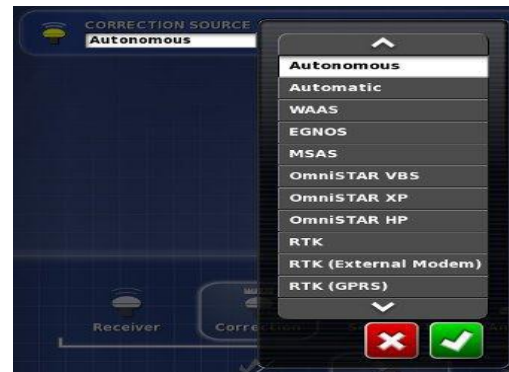 CORRECTION SOURCE
Autonomous
Autonomous
Automatic
WAAS
EGNOS
MSAS
OmniSTAR VBS
OmniSTAR XP
OmniSTAR HP
RTK
RTK (External Modem)
RTK (GPRS)
Receiver
Correction